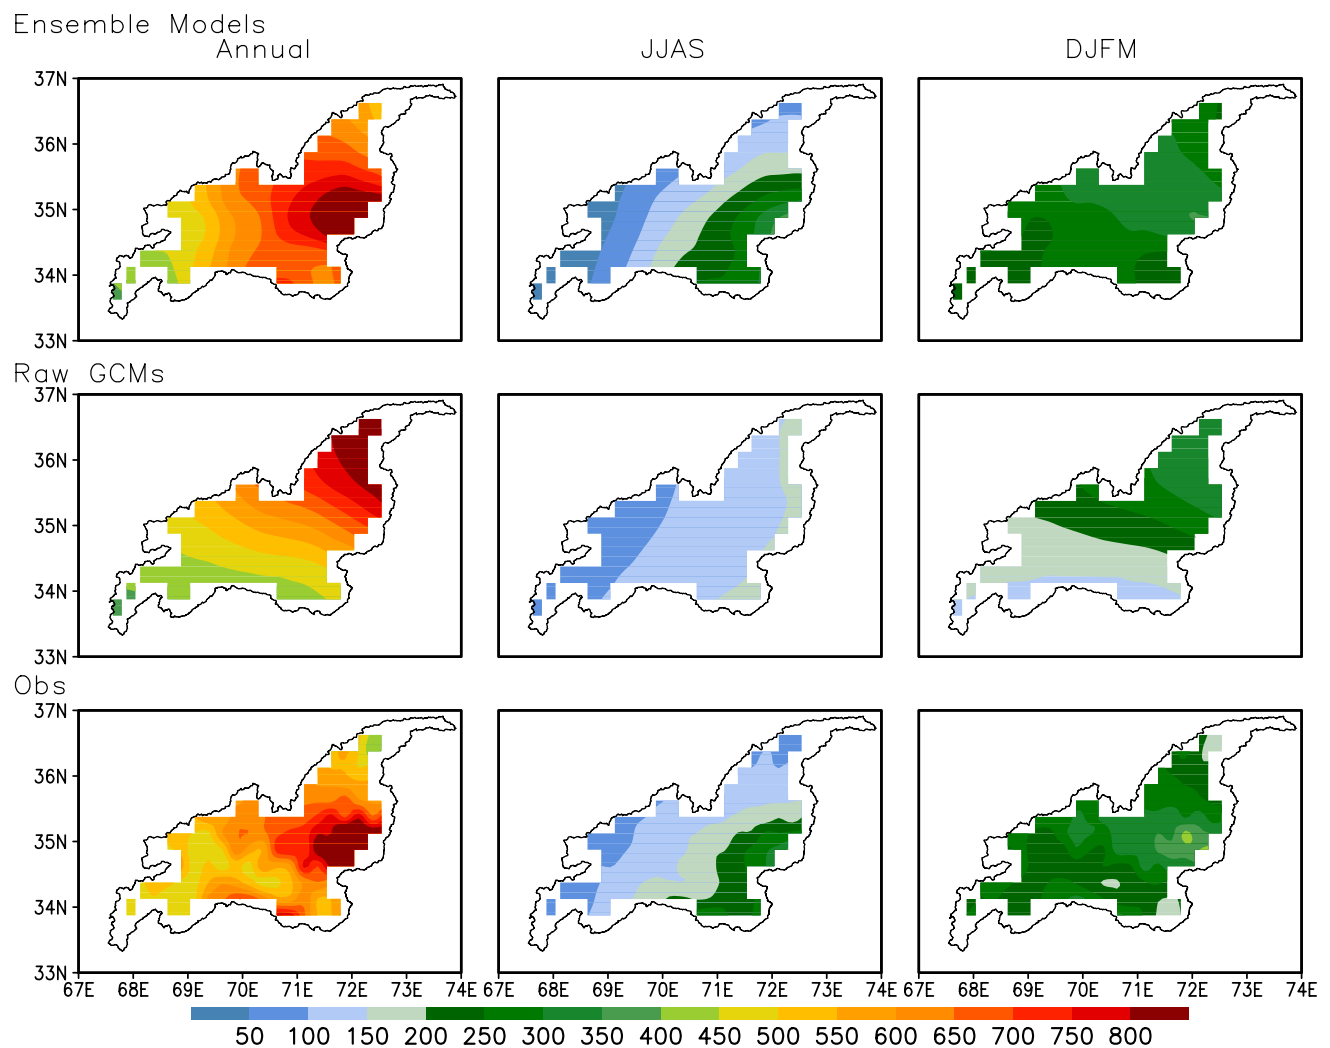 Ensemble Models
Annual JJAS DJFM
37N
36N
35N
34N
33N
Raw GCMs
37N
36N
35N
34N
33N
Obs
37N
36N
35N
34N
33N
67E 68E 69E 70E 71E 72E 73E 74E 67E 68E 69E 70E 71E 72E 73E 74E 67E 68E 69E 70E 71E 72E 73E 74E
50 100 150 200 250 300 350 400 450 500 550 600 650 700 750 800